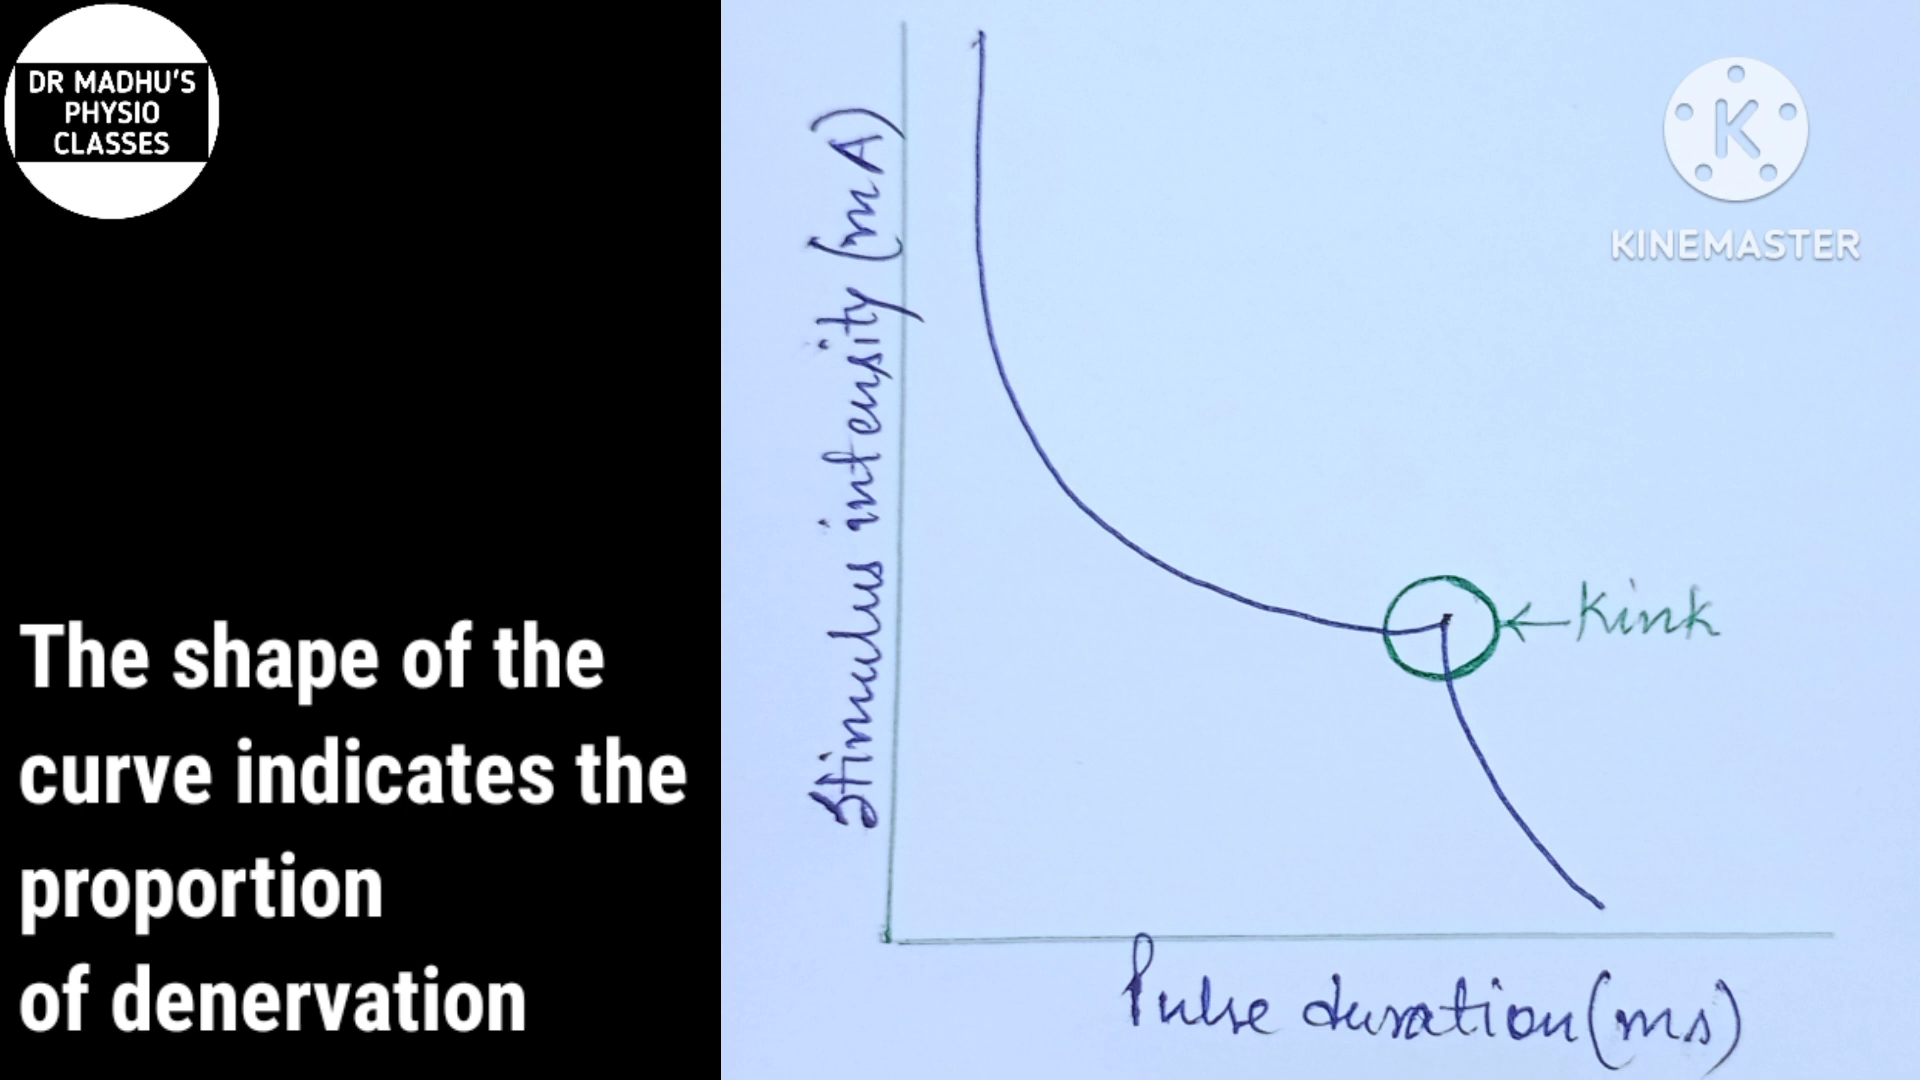 DR MADHU'S
PHYSIO
CLASSES
The shape of the
curve indicates the
proportion
of denervation
Stimulus intensity (mA)
K
KINEMASTER
Kink
Pulse duration (ms)